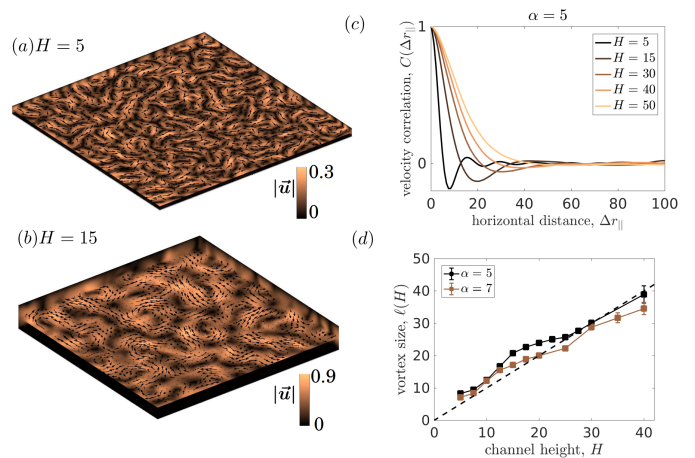 (a) H = 5
|u⃗|
0.3
0
(b) H = 15
|u⃗|
0.9
0
(c)
α = 5
velocity correlation, C(Δr∥)
1
0
H = 5
H = 15
H = 30
H = 40
H = 50
0 20 40 60 80 100
horizontal distance, Δr∥
(d)
vortex size, ℓ(H)
50
40
30
20
10
0
α = 5
α = 7
0 10 20 30 40
channel height, H